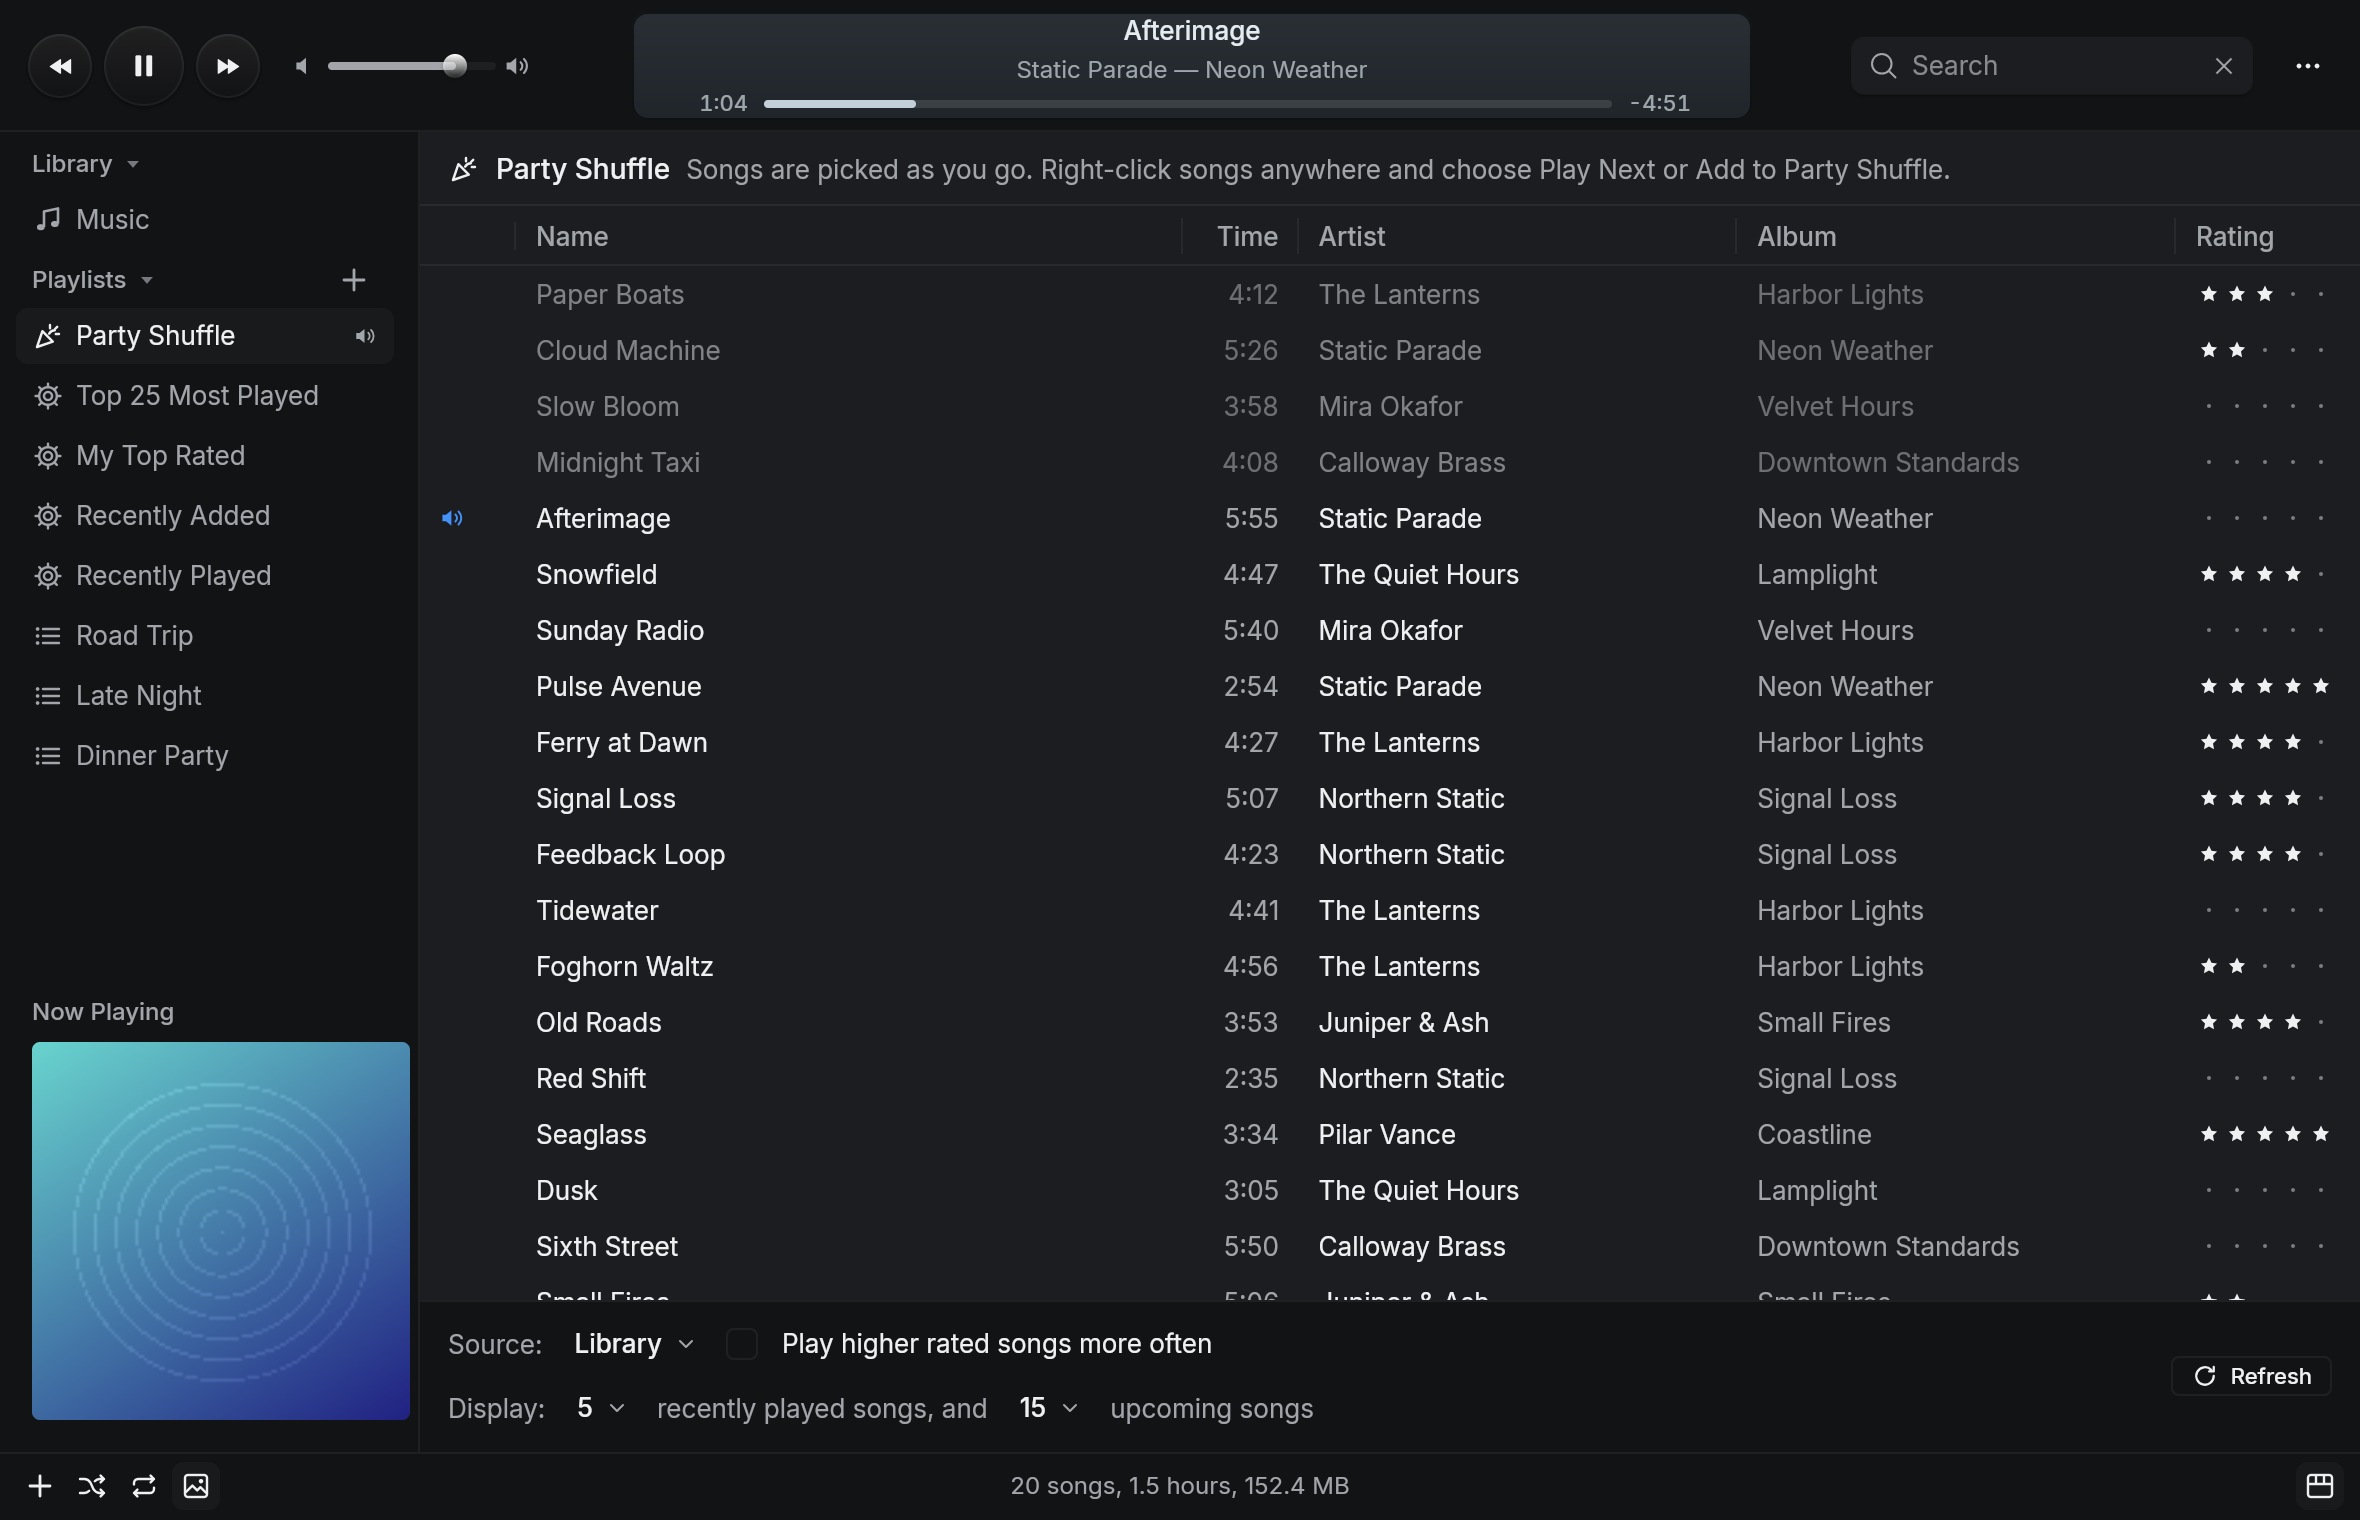 Afterimage
Static Parade — Neon Weather
1:04 -4:51
Search
Library
Music
Playlists
Party Shuffle
Top 25 Most Played
My Top Rated
Recently Added
Recently Played
Road Trip
Late Night
Dinner Party
Now Playing
Party Shuffle Songs are picked as you go. Right-click songs anywhere and choose Play Next or Add to Party Shuffle.
Name Time Artist Album Rating
Paper Boats 4:12 The Lanterns Harbor Lights
Cloud Machine 5:26 Static Parade Neon Weather
Slow Bloom 3:58 Mira Okafor Velvet Hours
Midnight Taxi 4:08 Calloway Brass Downtown Standards
Afterimage 5:55 Static Parade Neon Weather
Snowfield 4:47 The Quiet Hours Lamplight
Sunday Radio 5:40 Mira Okafor Velvet Hours
Pulse Avenue 2:54 Static Parade Neon Weather
Ferry at Dawn 4:27 The Lanterns Harbor Lights
Signal Loss 5:07 Northern Static Signal Loss
Feedback Loop 4:23 Northern Static Signal Loss
Tidewater 4:41 The Lanterns Harbor Lights
Foghorn Waltz 4:56 The Lanterns Harbor Lights
Old Roads 3:53 Juniper & Ash Small Fires
Red Shift 2:35 Northern Static Signal Loss
Seaglass 3:34 Pilar Vance Coastline
Dusk 3:05 The Quiet Hours Lamplight
Sixth Street 5:50 Calloway Brass Downtown Standards
Small Fires 5:06 Juniper & Ash Small Fires
Source: Library Play higher rated songs more often
Refresh
Display: 5 recently played songs, and 15 upcoming songs
20 songs, 1.5 hours, 152.4 MB